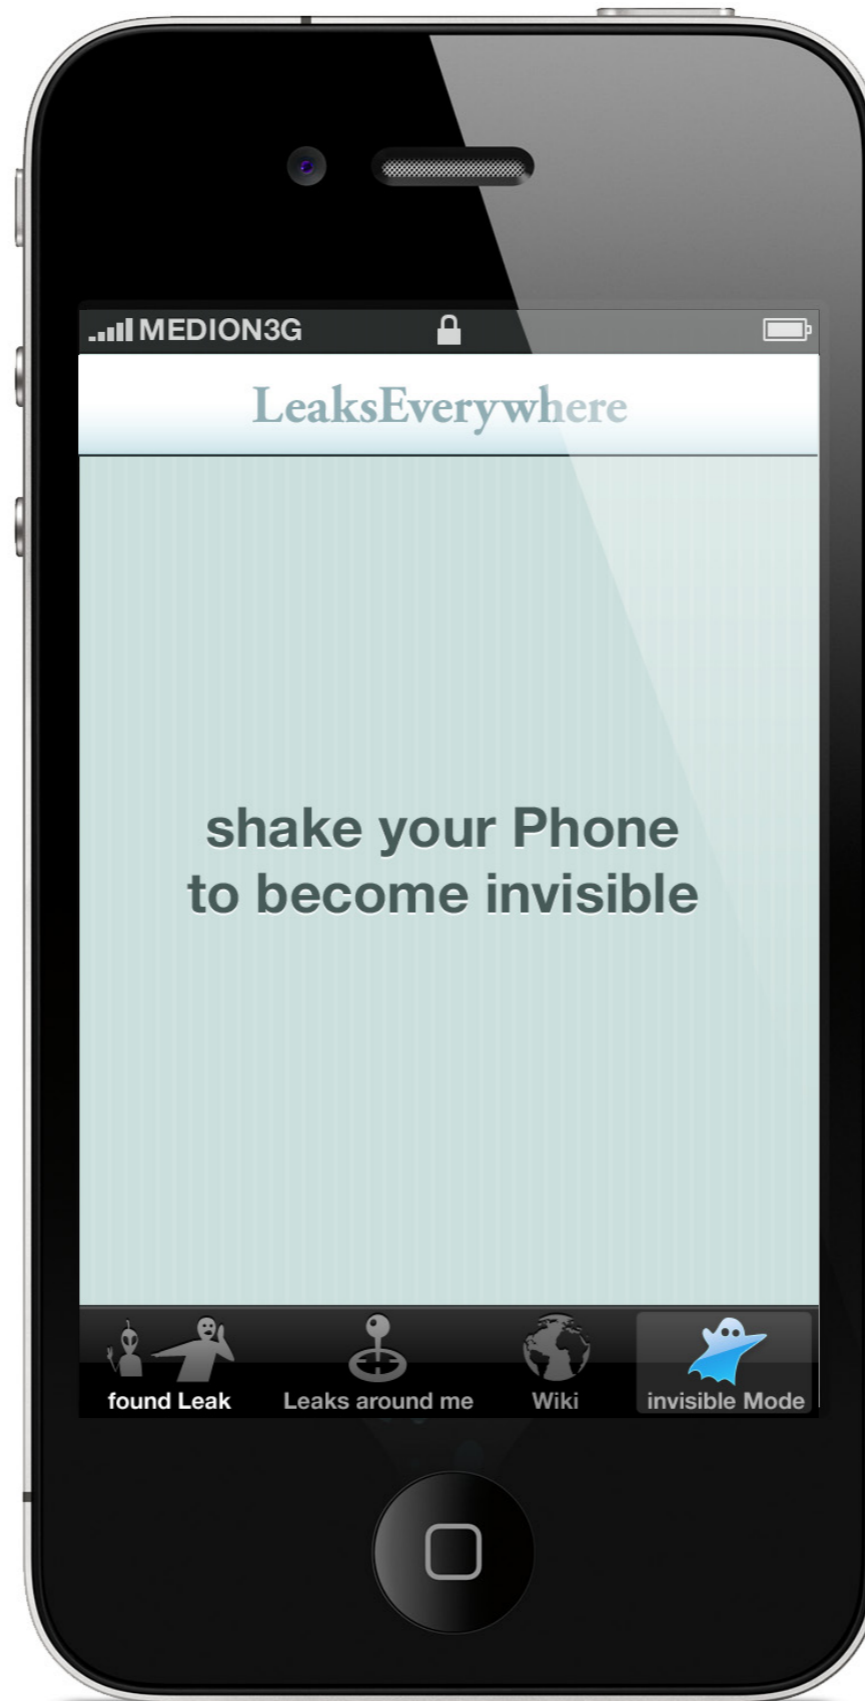 MEDION3G
LeaksEverywhere
shake your Phone
to become invisible
found Leak
Leaks around me
Wiki
invisible Mode